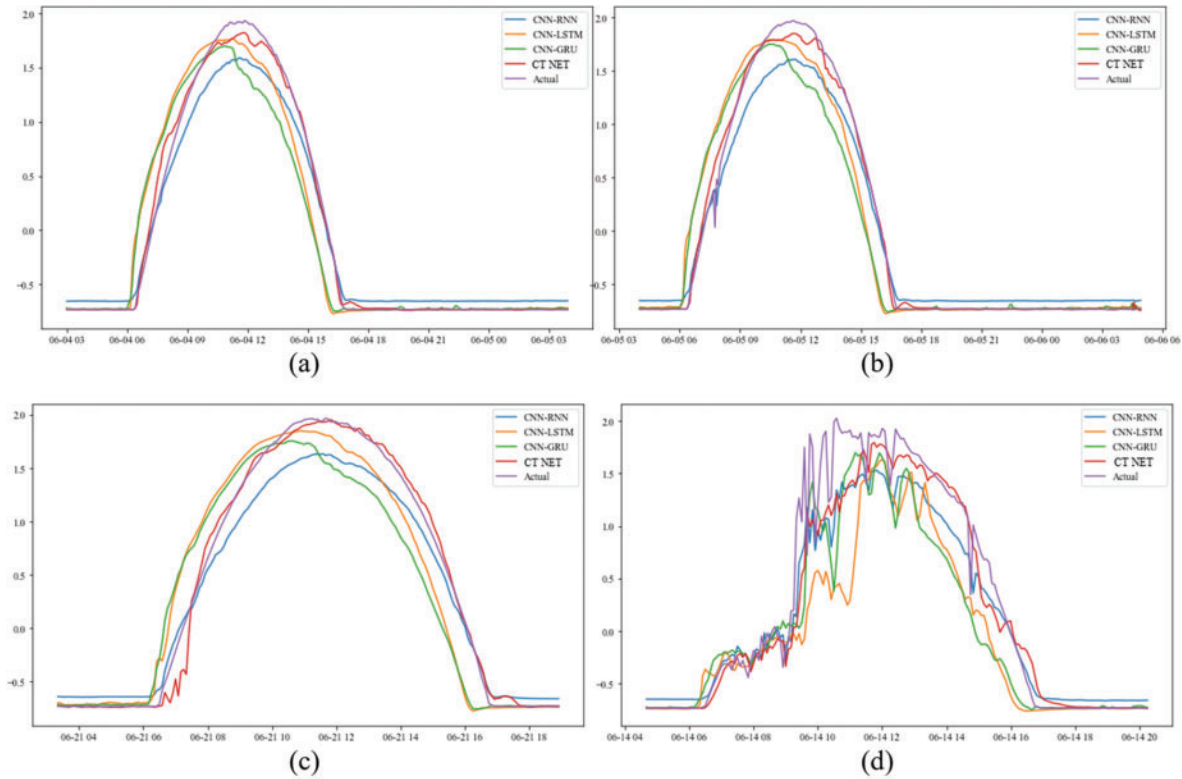 2.0
1.5
1.0
0.5
0.0
−0.5
CNN-RNN
CNN-LSTM
CNN-GRU
CT NET
Actual
06-04 03 06-04 06 06-04 09 06-04 12 06-04 15 06-04 18 06-04 21 06-05 00 06-05 03
(a)
2.0
1.5
1.0
0.5
0.0
−0.5
CNN-RNN
CNN-LSTM
CNN-GRU
CT NET
Actual
06-05 03 06-05 06 06-05 09 06-05 12 06-05 15 06-05 18 06-05 21 06-06 00 06-06 03 06-06 06
(b)
2.0
1.5
1.0
0.5
0.0
−0.5
CNN-RNN
CNN-LSTM
CNN-GRU
CT NET
Actual
06-21 04 06-21 06 06-21 08 06-21 10 06-21 12 06-21 14 06-21 16 06-21 18
(c)
2.0
1.5
1.0
0.5
0.0
−0.5
CNN-RNN
CNN-LSTM
CNN-GRU
CT NET
Actual
06-14 04 06-14 06 06-14 08 06-14 10 06-14 12 06-14 14 06-14 16 06-14 18 06-14 20
(d)